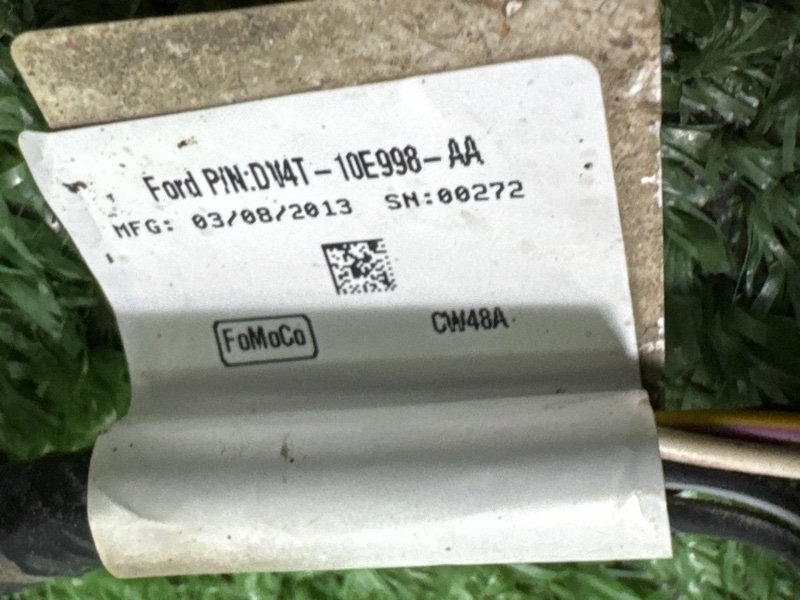 Ford P/N:DV4T-10E998-AA
MFG: 03/08/2013 SN:00272
FoMoCo
CW48A